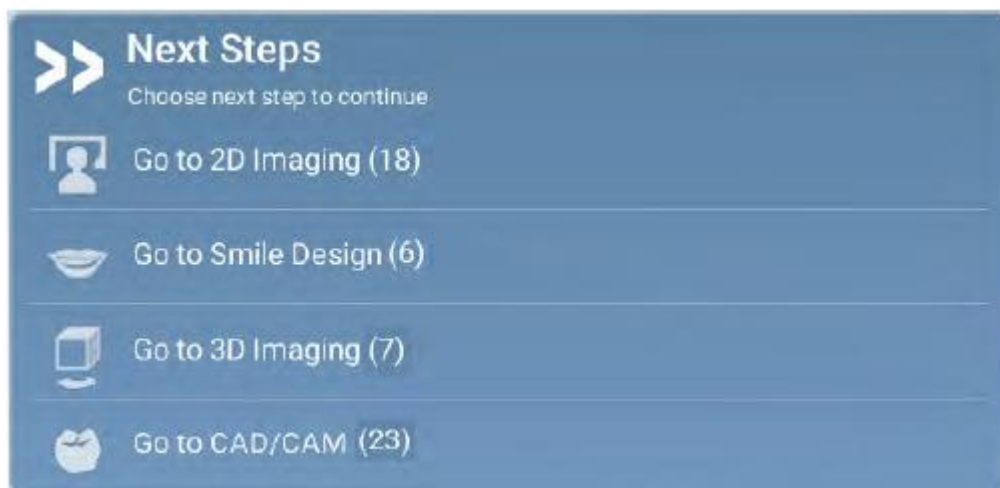 Next Steps
Choose next step to continue
Go to 2D Imaging (18)
Go to Smile Design (6)
Go to 3D Imaging (7)
Go to CAD/CAM (23)